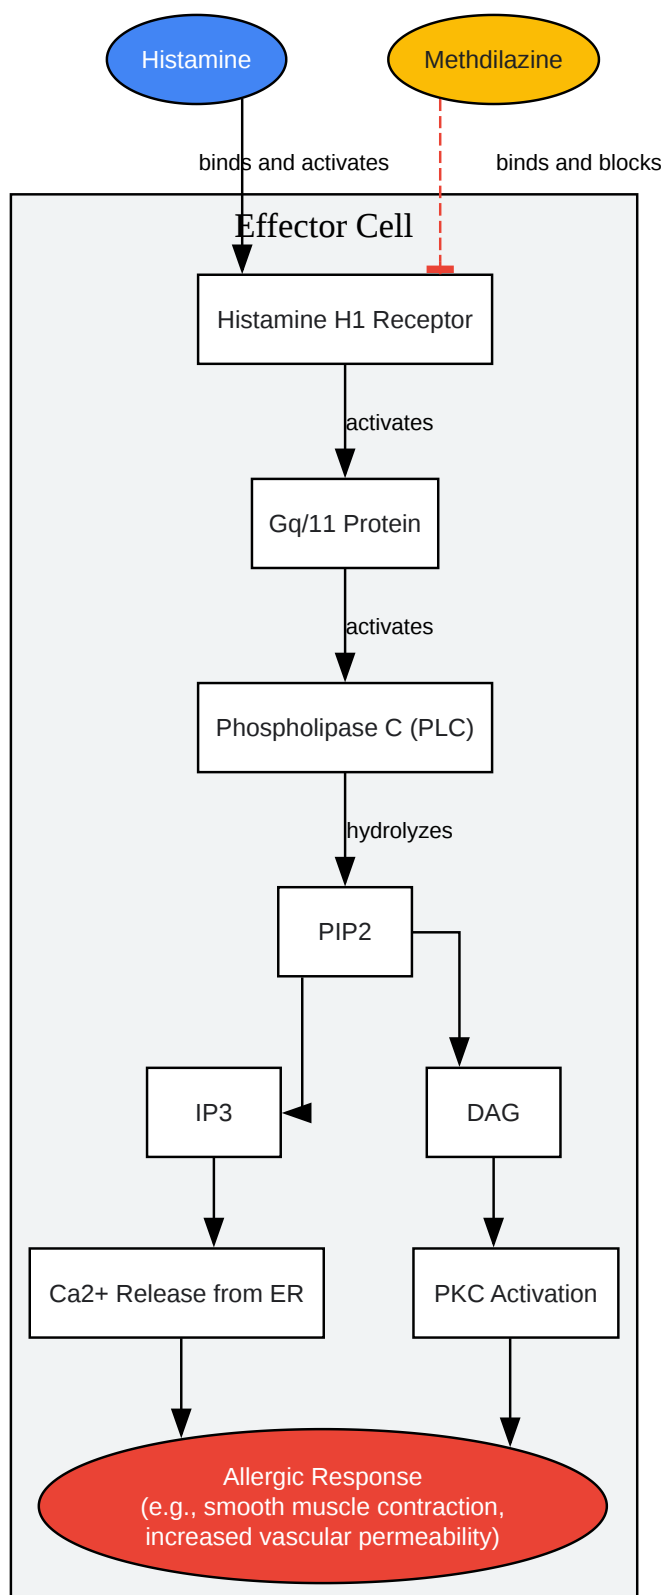 Histamine
Methdilazine
binds and activates
binds and blocks
Effector Cell
Histamine H1 Receptor
activates
Gq/11 Protein
activates
Phospholipase C (PLC)
hydrolyzes
PIP2
IP3
DAG
Ca2+ Release from ER
PKC Activation
Allergic Response
(e.g., smooth muscle contraction,
increased vascular permeability)